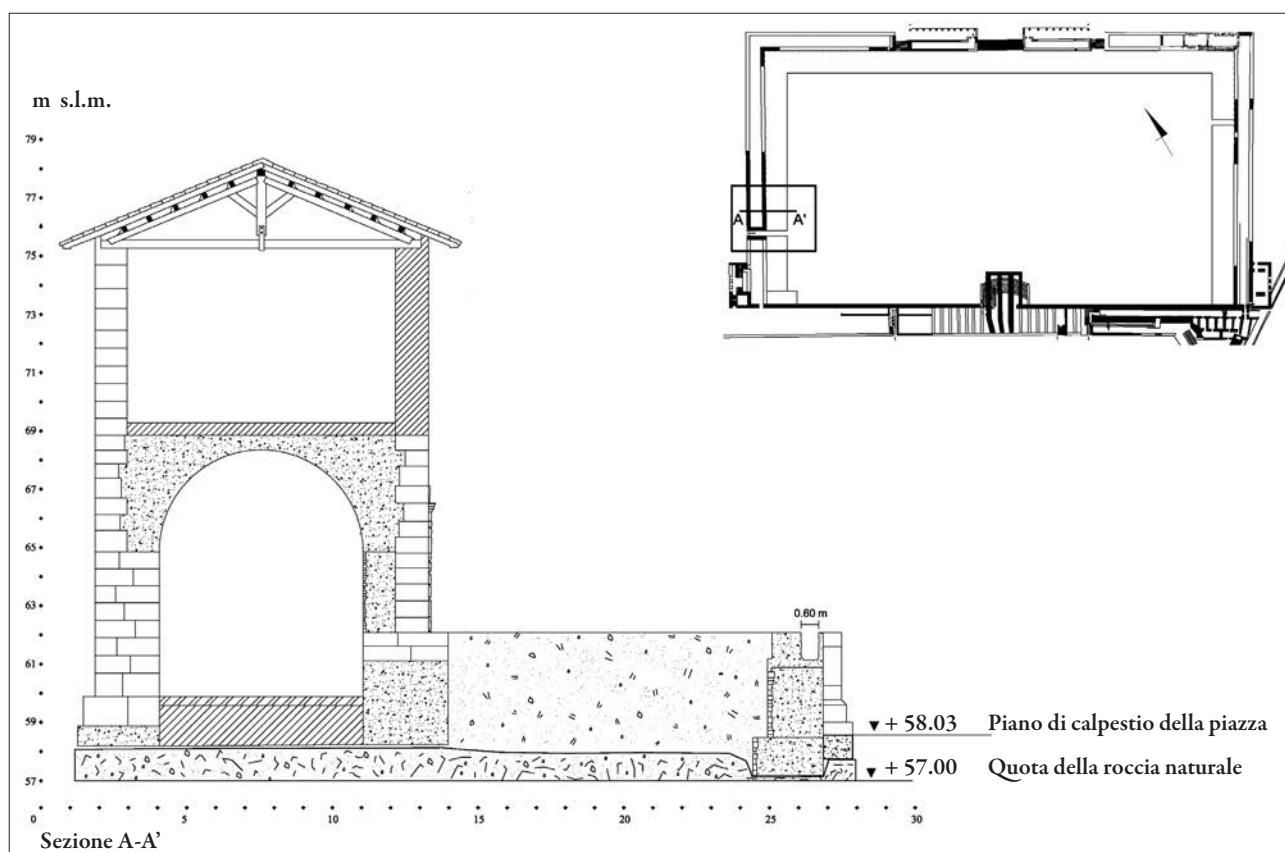 m s.l.m.
79
77
75
73
71
69
67
65
63
61
59
57
A A'
0.60 m
+ 58.03 Piano di calpestio della piazza
+ 57.00 Quota della roccia naturale
0 5 10 15 20 25 30
Sezione A-A’